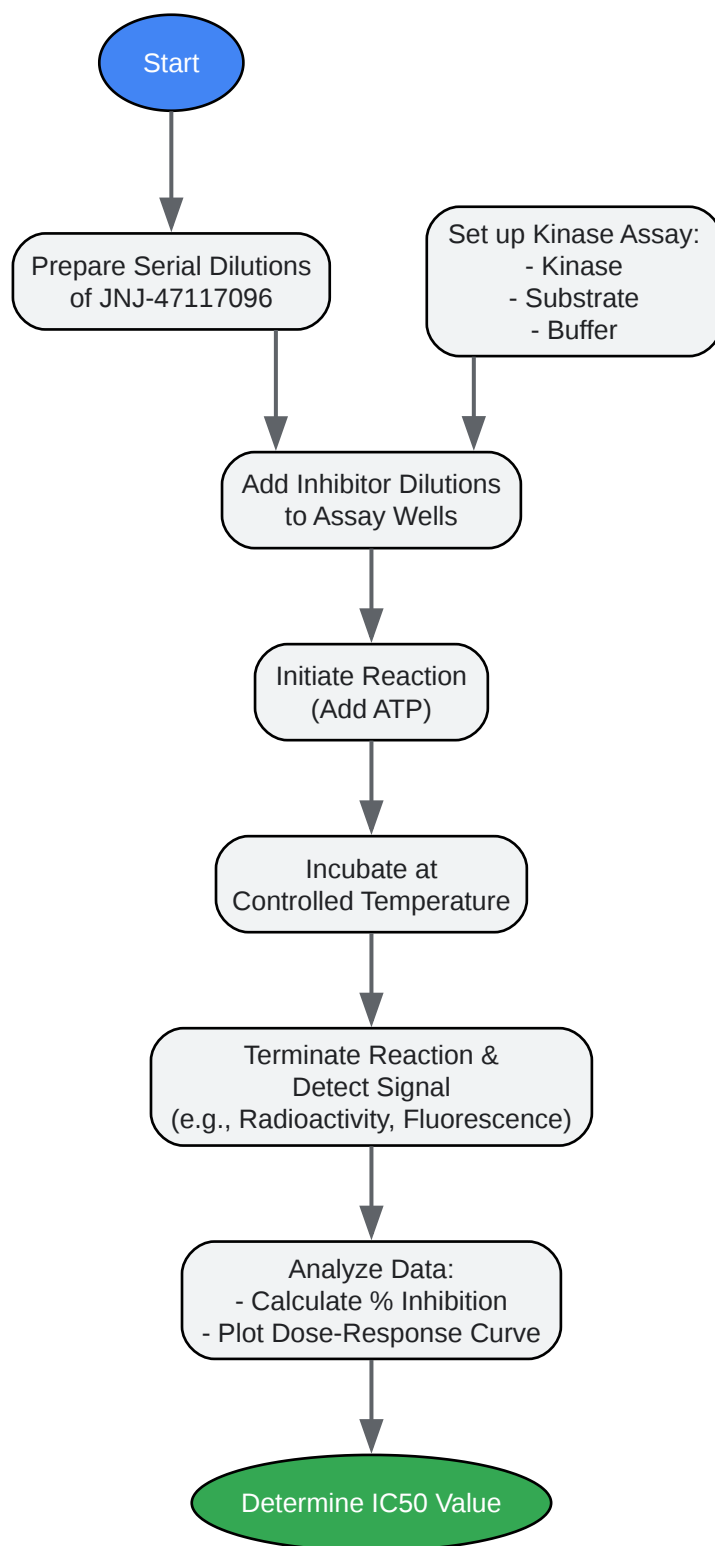 Start
Prepare Serial Dilutions
of JNJ-47117096
Set up Kinase Assay:
- Kinase
- Substrate
- Buffer
Add Inhibitor Dilutions
to Assay Wells
Initiate Reaction
(Add ATP)
Incubate at
Controlled Temperature
Terminate Reaction &
Detect Signal
(e.g., Radioactivity, Fluorescence)
Analyze Data:
- Calculate % Inhibition
- Plot Dose-Response Curve
Determine IC50 Value